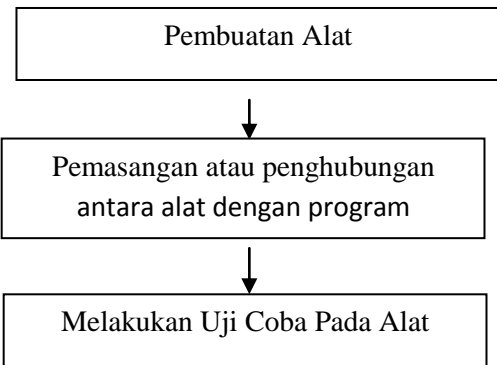 Pembuatan Alat
Pemasangan atau penghubungan
antara alat dengan program
Melakukan Uji Coba Pada Alat